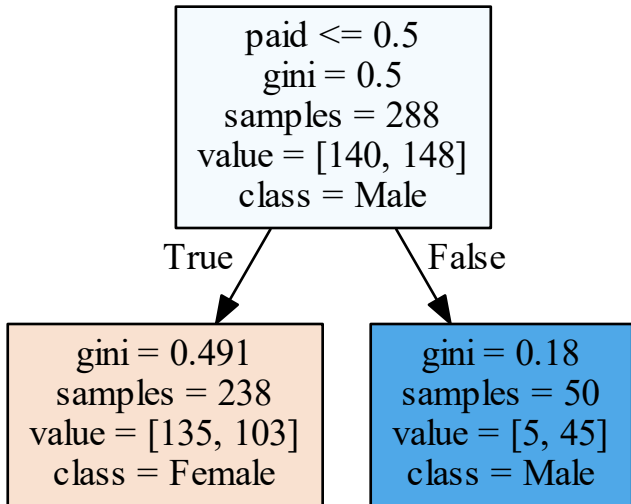 paid <= 0.5
gini = 0.5
samples = 288
value = [140, 148]
class = Male
True
False
gini = 0.491
samples = 238
value = [135, 103]
class = Female
gini = 0.18
samples = 50
value = [5, 45]
class = Male